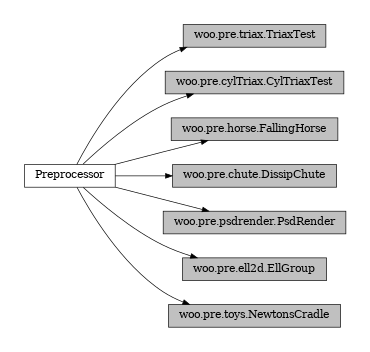 woo.pre.triax.TriaxTest
woo.pre.cylTriax.CylTriaxTest
woo.pre.horse.FallingHorse
Preprocessor
woo.pre.chute.DissipChute
woo.pre.psdrender.PsdRender
woo.pre.ell2d.EllGroup
woo.pre.toys.NewtonsCradle